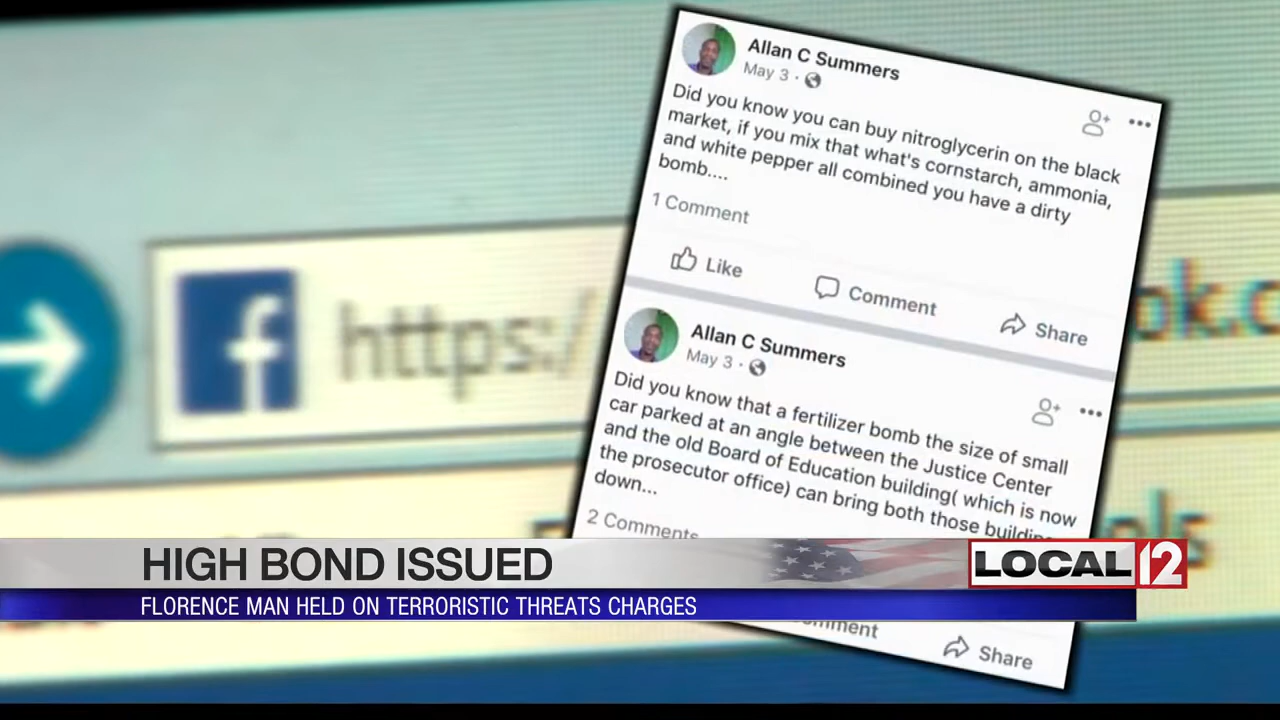 Allan C Summers
May 3
Did you know you can buy nitroglycerin on the black
market, if you mix that what's cornstarch, ammonia,
and white pepper all combined you have a dirty
bomb....
1 Comment
Like
Comment
Share
Allan C Summers
May 3
Did you know that a fertilizer bomb the size of small
car parked at an angle between the Justice Center
and the old Board of Education building( which is now
the prosecutor office) can bring both those
down...
2 Comments
Share
f
https:/
ok.c
HIGH BOND ISSUED
FLORENCE MAN HELD ON TERRORISTIC THREATS CHARGES
LOCAL 12